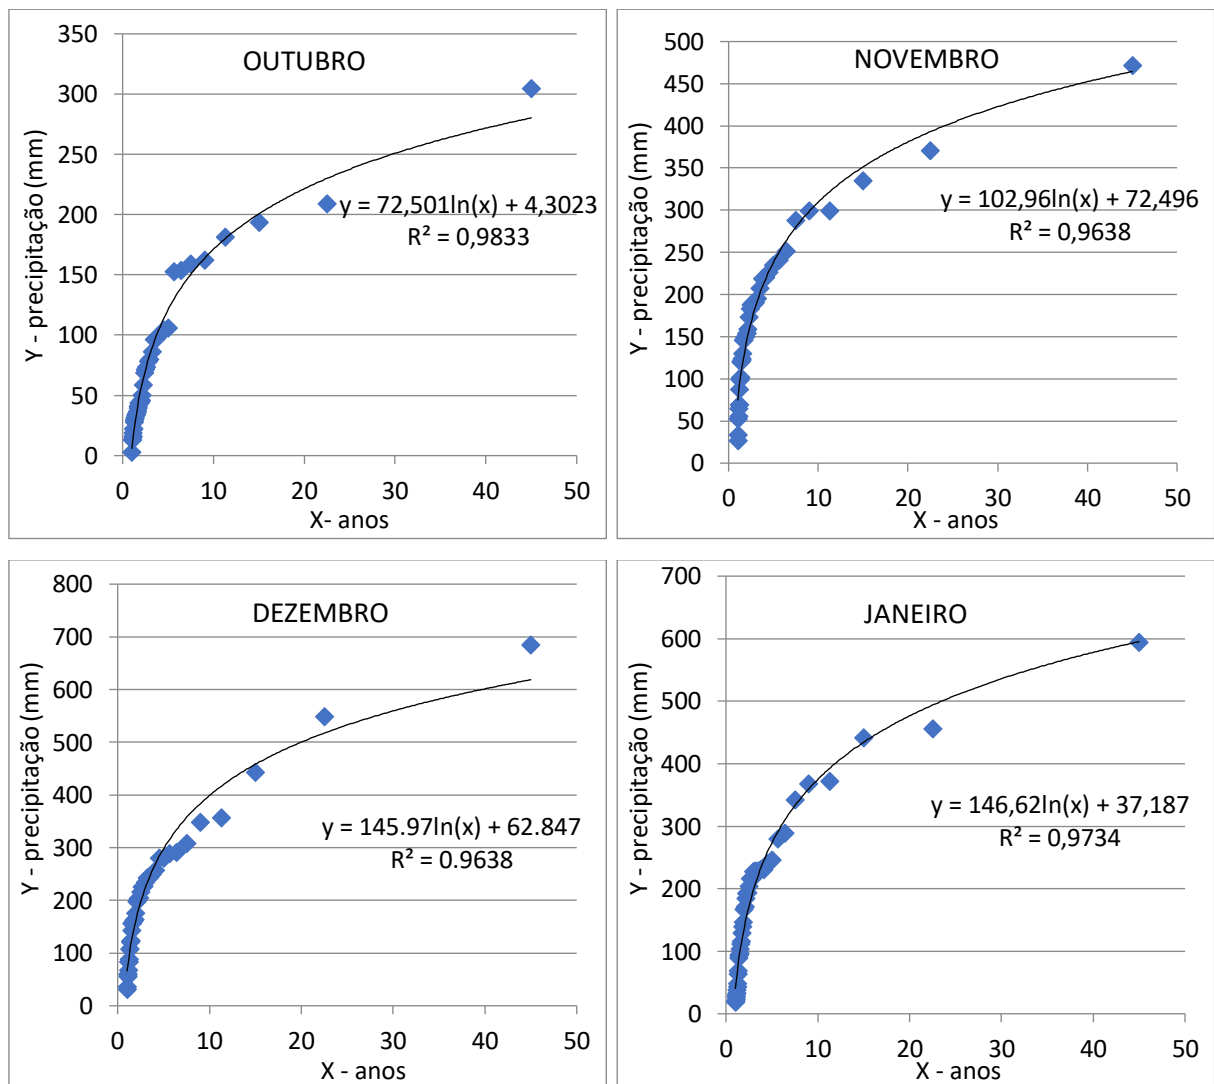 OUTUBRO
Y - precipitação (mm)
350
300
250
200
150
100
50
0
y = 72,501ln(x) + 4,3023
R² = 0,9833
0 10 20 30 40 50
X- anos
NOVEMBRO
Y - precipitação (mm)
500
450
400
350
300
250
200
150
100
50
0
y = 102,96ln(x) + 72,496
R² = 0,9638
0 10 20 30 40 50
X - anos
DEZEMBRO
Y - precipitação (mm)
800
700
600
500
400
300
200
100
0
y = 145.97ln(x) + 62.847
R² = 0.9638
0 10 20 30 40 50
X - anos
JANEIRO
Y - precipitação (mm)
700
600
500
400
300
200
100
0
y = 146,62ln(x) + 37,187
R² = 0,9734
0 10 20 30 40 50
X - anos